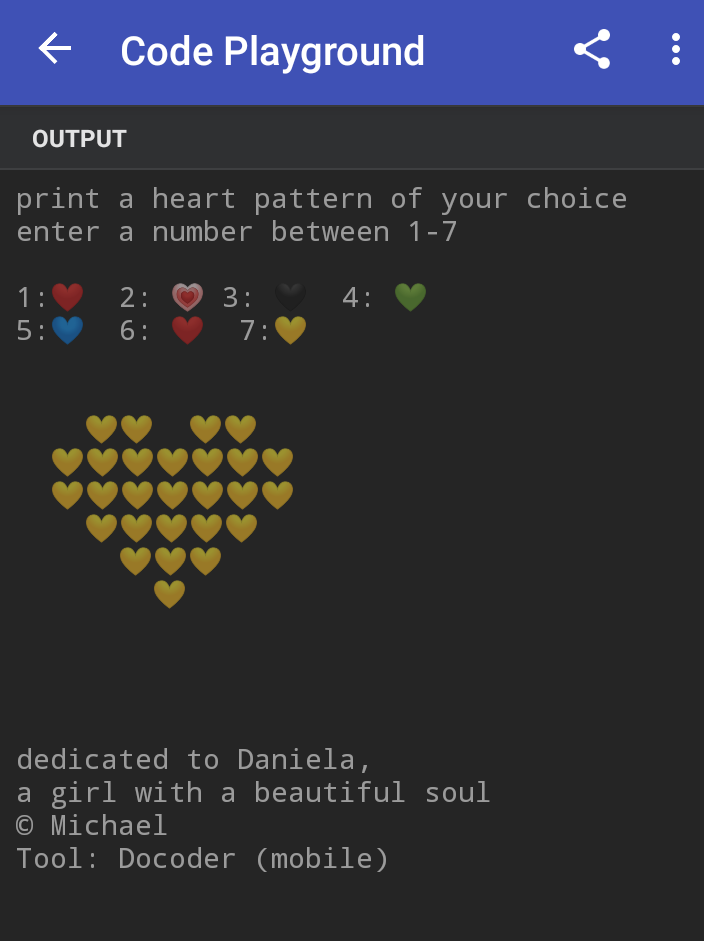 Code Playground
OUTPUT
print a heart pattern of your choice
enter a number between 1-7
1:❤️ 2: 💗 3: 🖤 4: 💚
5:💙 6: ❤️ 7:💛
💛💛 💛💛
💛💛💛💛💛💛💛
💛💛💛💛💛💛💛
💛💛💛💛💛
💛💛💛
💛
dedicated to Daniela,
a girl with a beautiful soul
© Michael
Tool: Docoder (mobile)